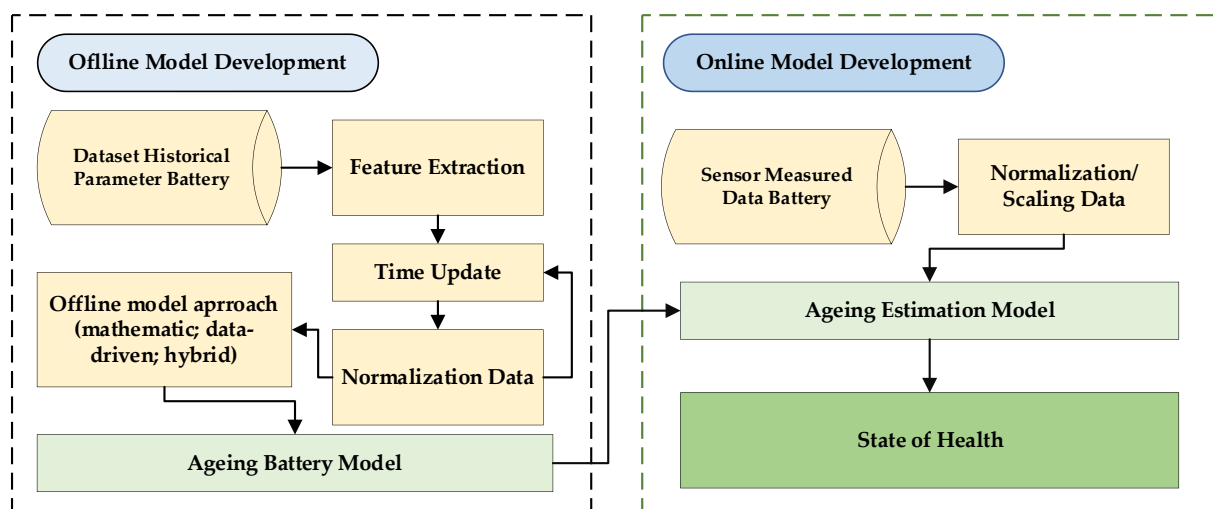 Oflline Model Development
Dataset Historical
Parameter Battery
Feature Extraction
Time Update
Offline model aprroach
(mathematic; data-
driven; hybrid)
Normalization Data
Ageing Battery Model
Online Model Development
Sensor Measured
Data Battery
Normalization/
Scaling Data
Ageing Estimation Model
State of Health